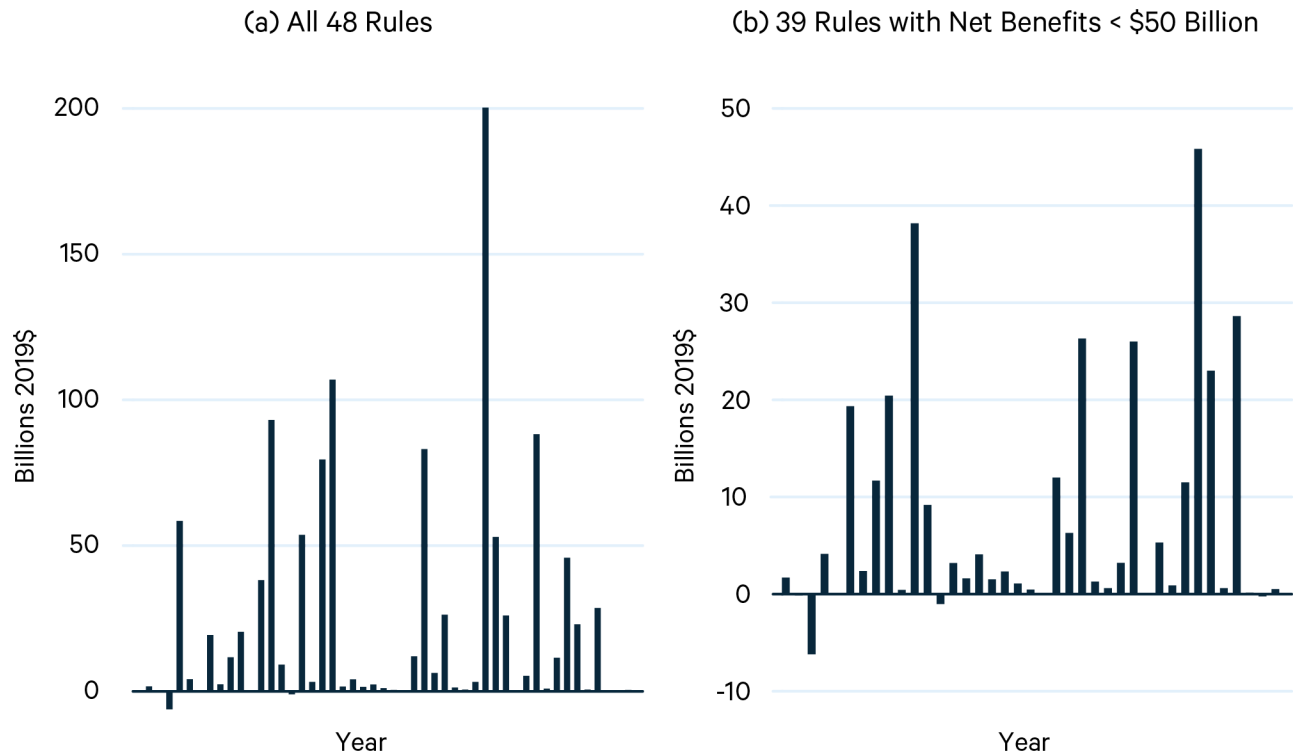 (a) All 48 Rules
200
150
100
50
0
Billions 2019$
Year
(b) 39 Rules with Net Benefits < $50 Billion
50
40
30
20
10
0
-10
Billions 2019$
Year